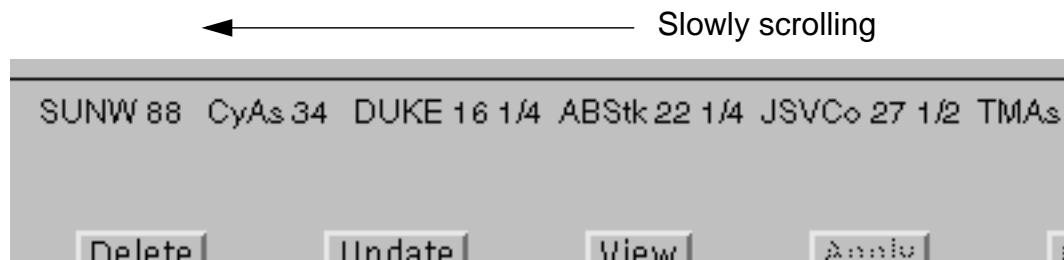 Slowly scrolling
SUNW 88 CyAs 34 DUKE 16 1/4 ABStk 22 1/4 JSVCo 27 1/2 TMAs
Delete Update View Apply